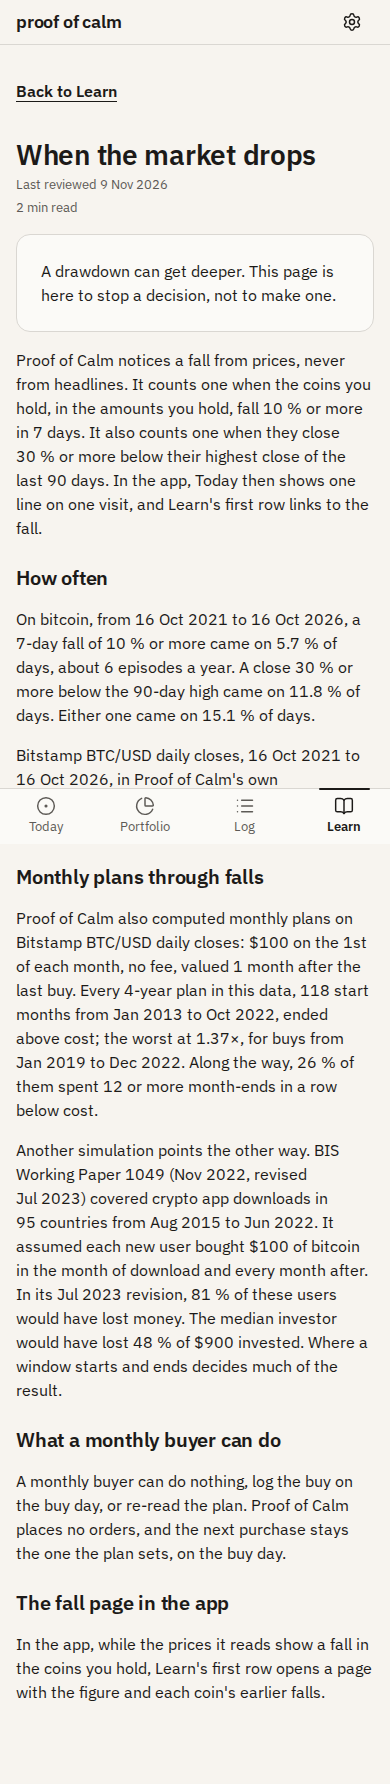 proof of calm
Back to Learn
When the market drops
Last reviewed 9 Nov 2026
2 min read
A drawdown can get deeper. This page is
here to stop a decision, not to make one.
Proof of Calm notices a fall from prices, never
from headlines. It counts one when the coins you
hold, in the amounts you hold, fall 10 % or more
in 7 days. It also counts one when they close
30 % or more below their highest close of the
last 90 days. In the app, Today then shows one
line on one visit, and Learn's first row links to the
fall.
How often
On bitcoin, from 16 Oct 2021 to 16 Oct 2026, a
7-day fall of 10 % or more came on 5.7 % of
days, about 6 episodes a year. A close 30 % or
more below the 90-day high came on 11.8 % of
days. Either one came on 15.1 % of days.
Bitstamp BTC/USD daily closes, 16 Oct 2021 to
16 Oct 2026, in Proof of Calm's own
Today
Portfolio
Log
Learn
Monthly plans through falls
Proof of Calm also computed monthly plans on
Bitstamp BTC/USD daily closes: $100 on the 1st
of each month, no fee, valued 1 month after the
last buy. Every 4-year plan in this data, 118 start
months from Jan 2013 to Oct 2022, ended
above cost; the worst at 1.37×, for buys from
Jan 2019 to Dec 2022. Along the way, 26 % of
them spent 12 or more month-ends in a row
below cost.
Another simulation points the other way. BIS
Working Paper 1049 (Nov 2022, revised
Jul 2023) covered crypto app downloads in
95 countries from Aug 2015 to Jun 2022. It
assumed each new user bought $100 of bitcoin
in the month of download and every month after.
In its Jul 2023 revision, 81 % of these users
would have lost money. The median investor
would have lost 48 % of $900 invested. Where a
window starts and ends decides much of the
result.
What a monthly buyer can do
A monthly buyer can do nothing, log the buy on
the buy day, or re-read the plan. Proof of Calm
places no orders, and the next purchase stays
the one the plan sets, on the buy day.
The fall page in the app
In the app, while the prices it reads show a fall in
the coins you hold, Learn's first row opens a page
with the figure and each coin's earlier falls.